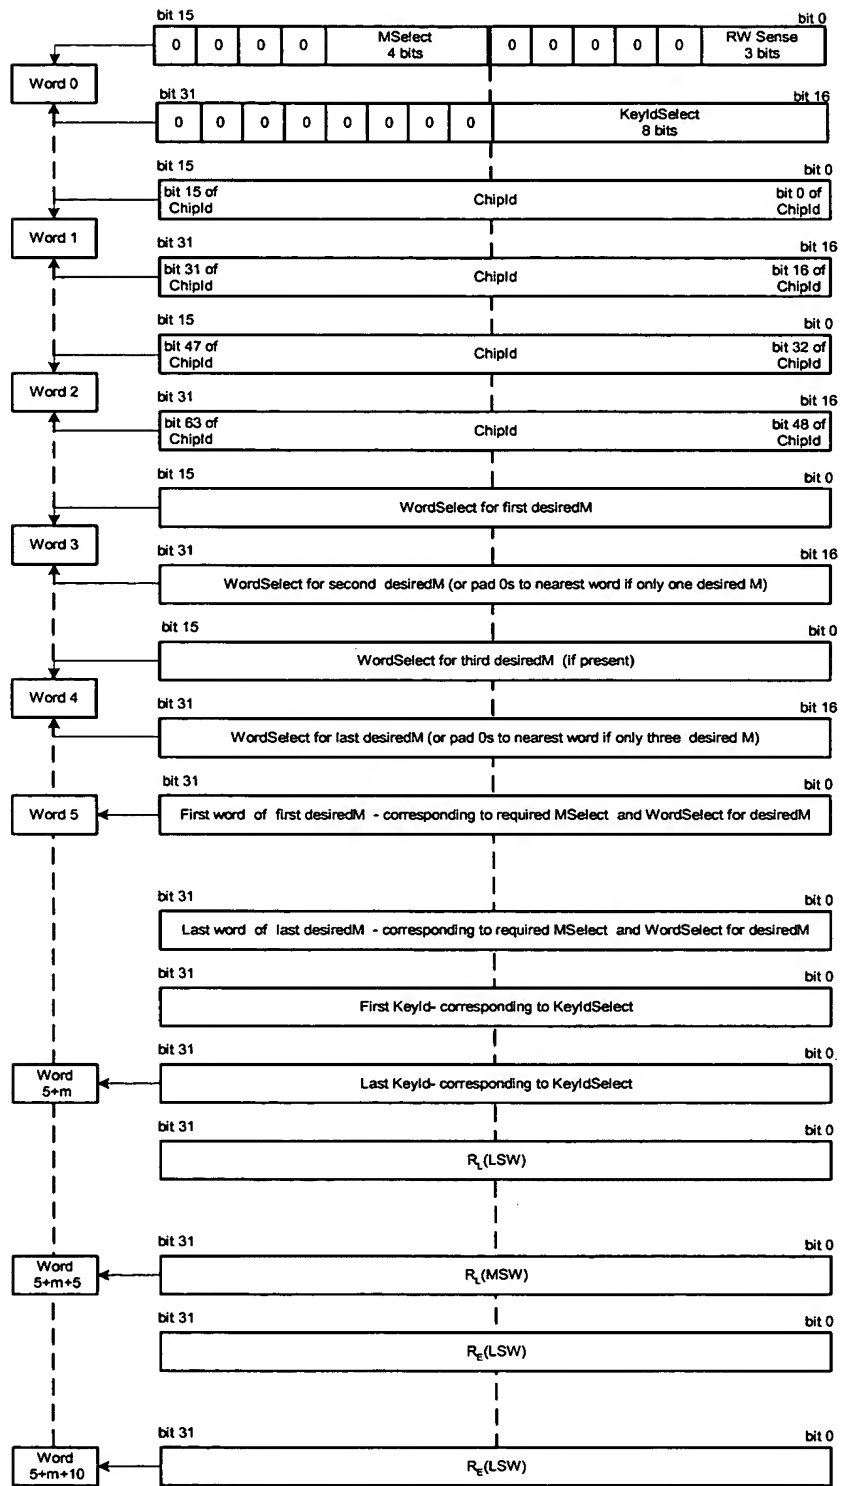 bit 15 bit 0
0 0 0 0 MSelect 0 0 0 0 0 RW Sense
4 bits 3 bits
Word 0
bit 31 bit 16
0 0 0 0 0 0 0 0 KeyIdSelect
8 bits
bit 15 bit 0
bit 15 of ChipId bit 0 of
ChipId ChipId
Word 1
bit 31 bit 16
bit 31 of ChipId bit 16 of
ChipId ChipId
bit 15 bit 0
bit 47 of ChipId bit 32 of
ChipId ChipId
Word 2
bit 31 bit 16
bit 63 of ChipId bit 48 of
ChipId ChipId
bit 15 bit 0
WordSelect for first desiredM
Word 3
bit 31 bit 16
WordSelect for second desiredM (or pad 0s to nearest word if only one desired M)
bit 15 bit 0
WordSelect for third desiredM (if present)
Word 4
bit 31 bit 16
WordSelect for last desiredM (or pad 0s to nearest word if only three desired M)
bit 31 bit 0
Word 5 First word of first desiredM - corresponding to required MSelect and WordSelect for desiredM
bit 31 bit 0
Last word of last desiredM - corresponding to required MSelect and WordSelect for desiredM
bit 31 bit 0
First KeyId- corresponding to KeyIdSelect
bit 31 bit 0
Word Last KeyId- corresponding to KeyIdSelect
5+m
bit 31 bit 0
RL(LSW)
bit 31 bit 0
Word RL(MSW)
5+m+5
bit 31 bit 0
RE(LSW)
bit 31 bit 0
Word RE(LSW)
5+m+10